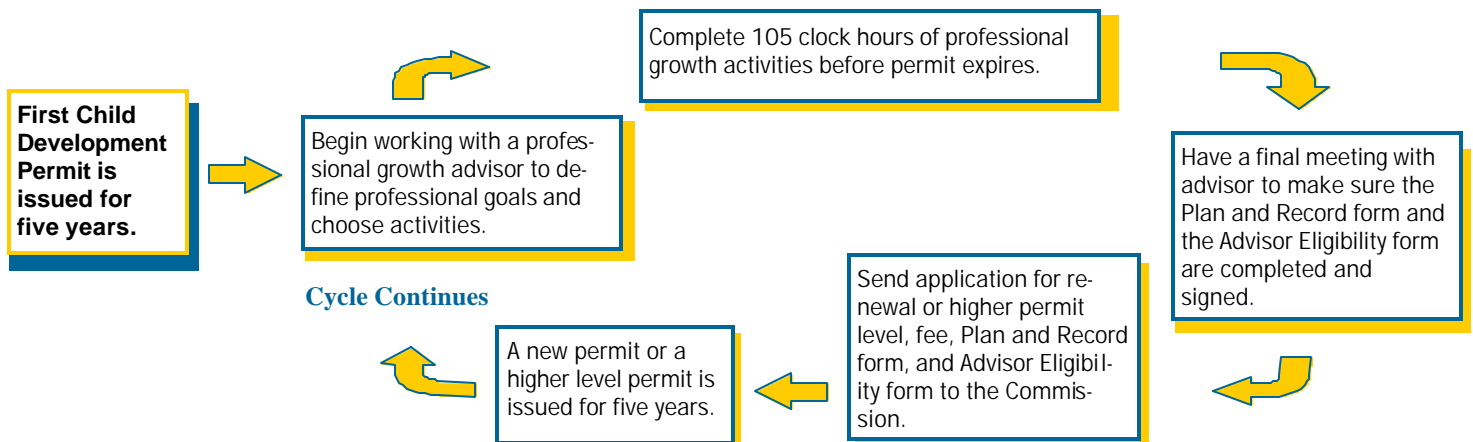 First Child
Development
Permit is
issued for
five years.
Begin working with a profes-
sional growth advisor to de-
fine professional goals and
choose activities.
Complete 105 clock hours of professional
growth activities before permit expires.
Have a final meeting with
advisor to make sure the
Plan and Record form and
the Advisor Eligibility form
are completed and
signed.
Send application for re-
newal or higher permit
level, fee, Plan and Record
form, and Advisor Eligibil-
ity form to the Commis-
sion.
A new permit or a
higher level permit is
issued for five years.
Cycle Continues